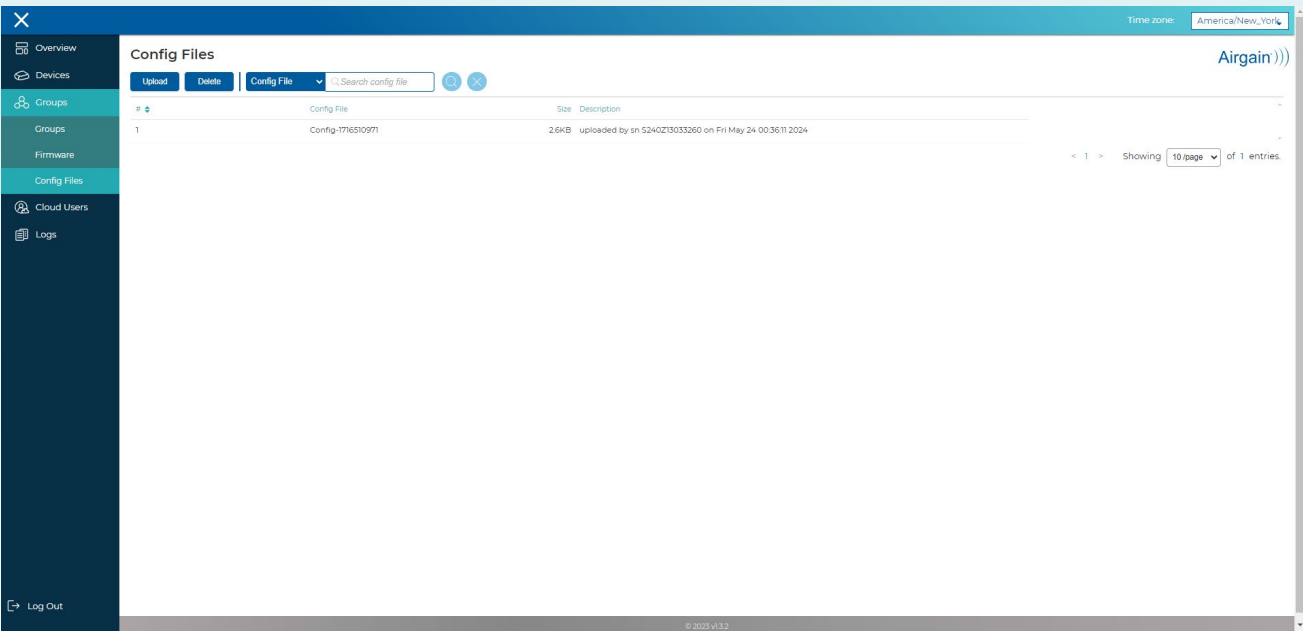 Time zone: America/New_York
Overview
Devices
Groups
Groups
Firmware
Config Files
Cloud Users
Logs
Log Out
Config Files
Airgain
Upload Delete Config File Search config file
# Config File Size Description
1 Config-1716510971 2.6KB uploaded by sn S240Z13033260 on Fri May 24 00:36:11 2024
< 1 > Showing 10 /page of 1 entries.
© 2023 v1.3.2